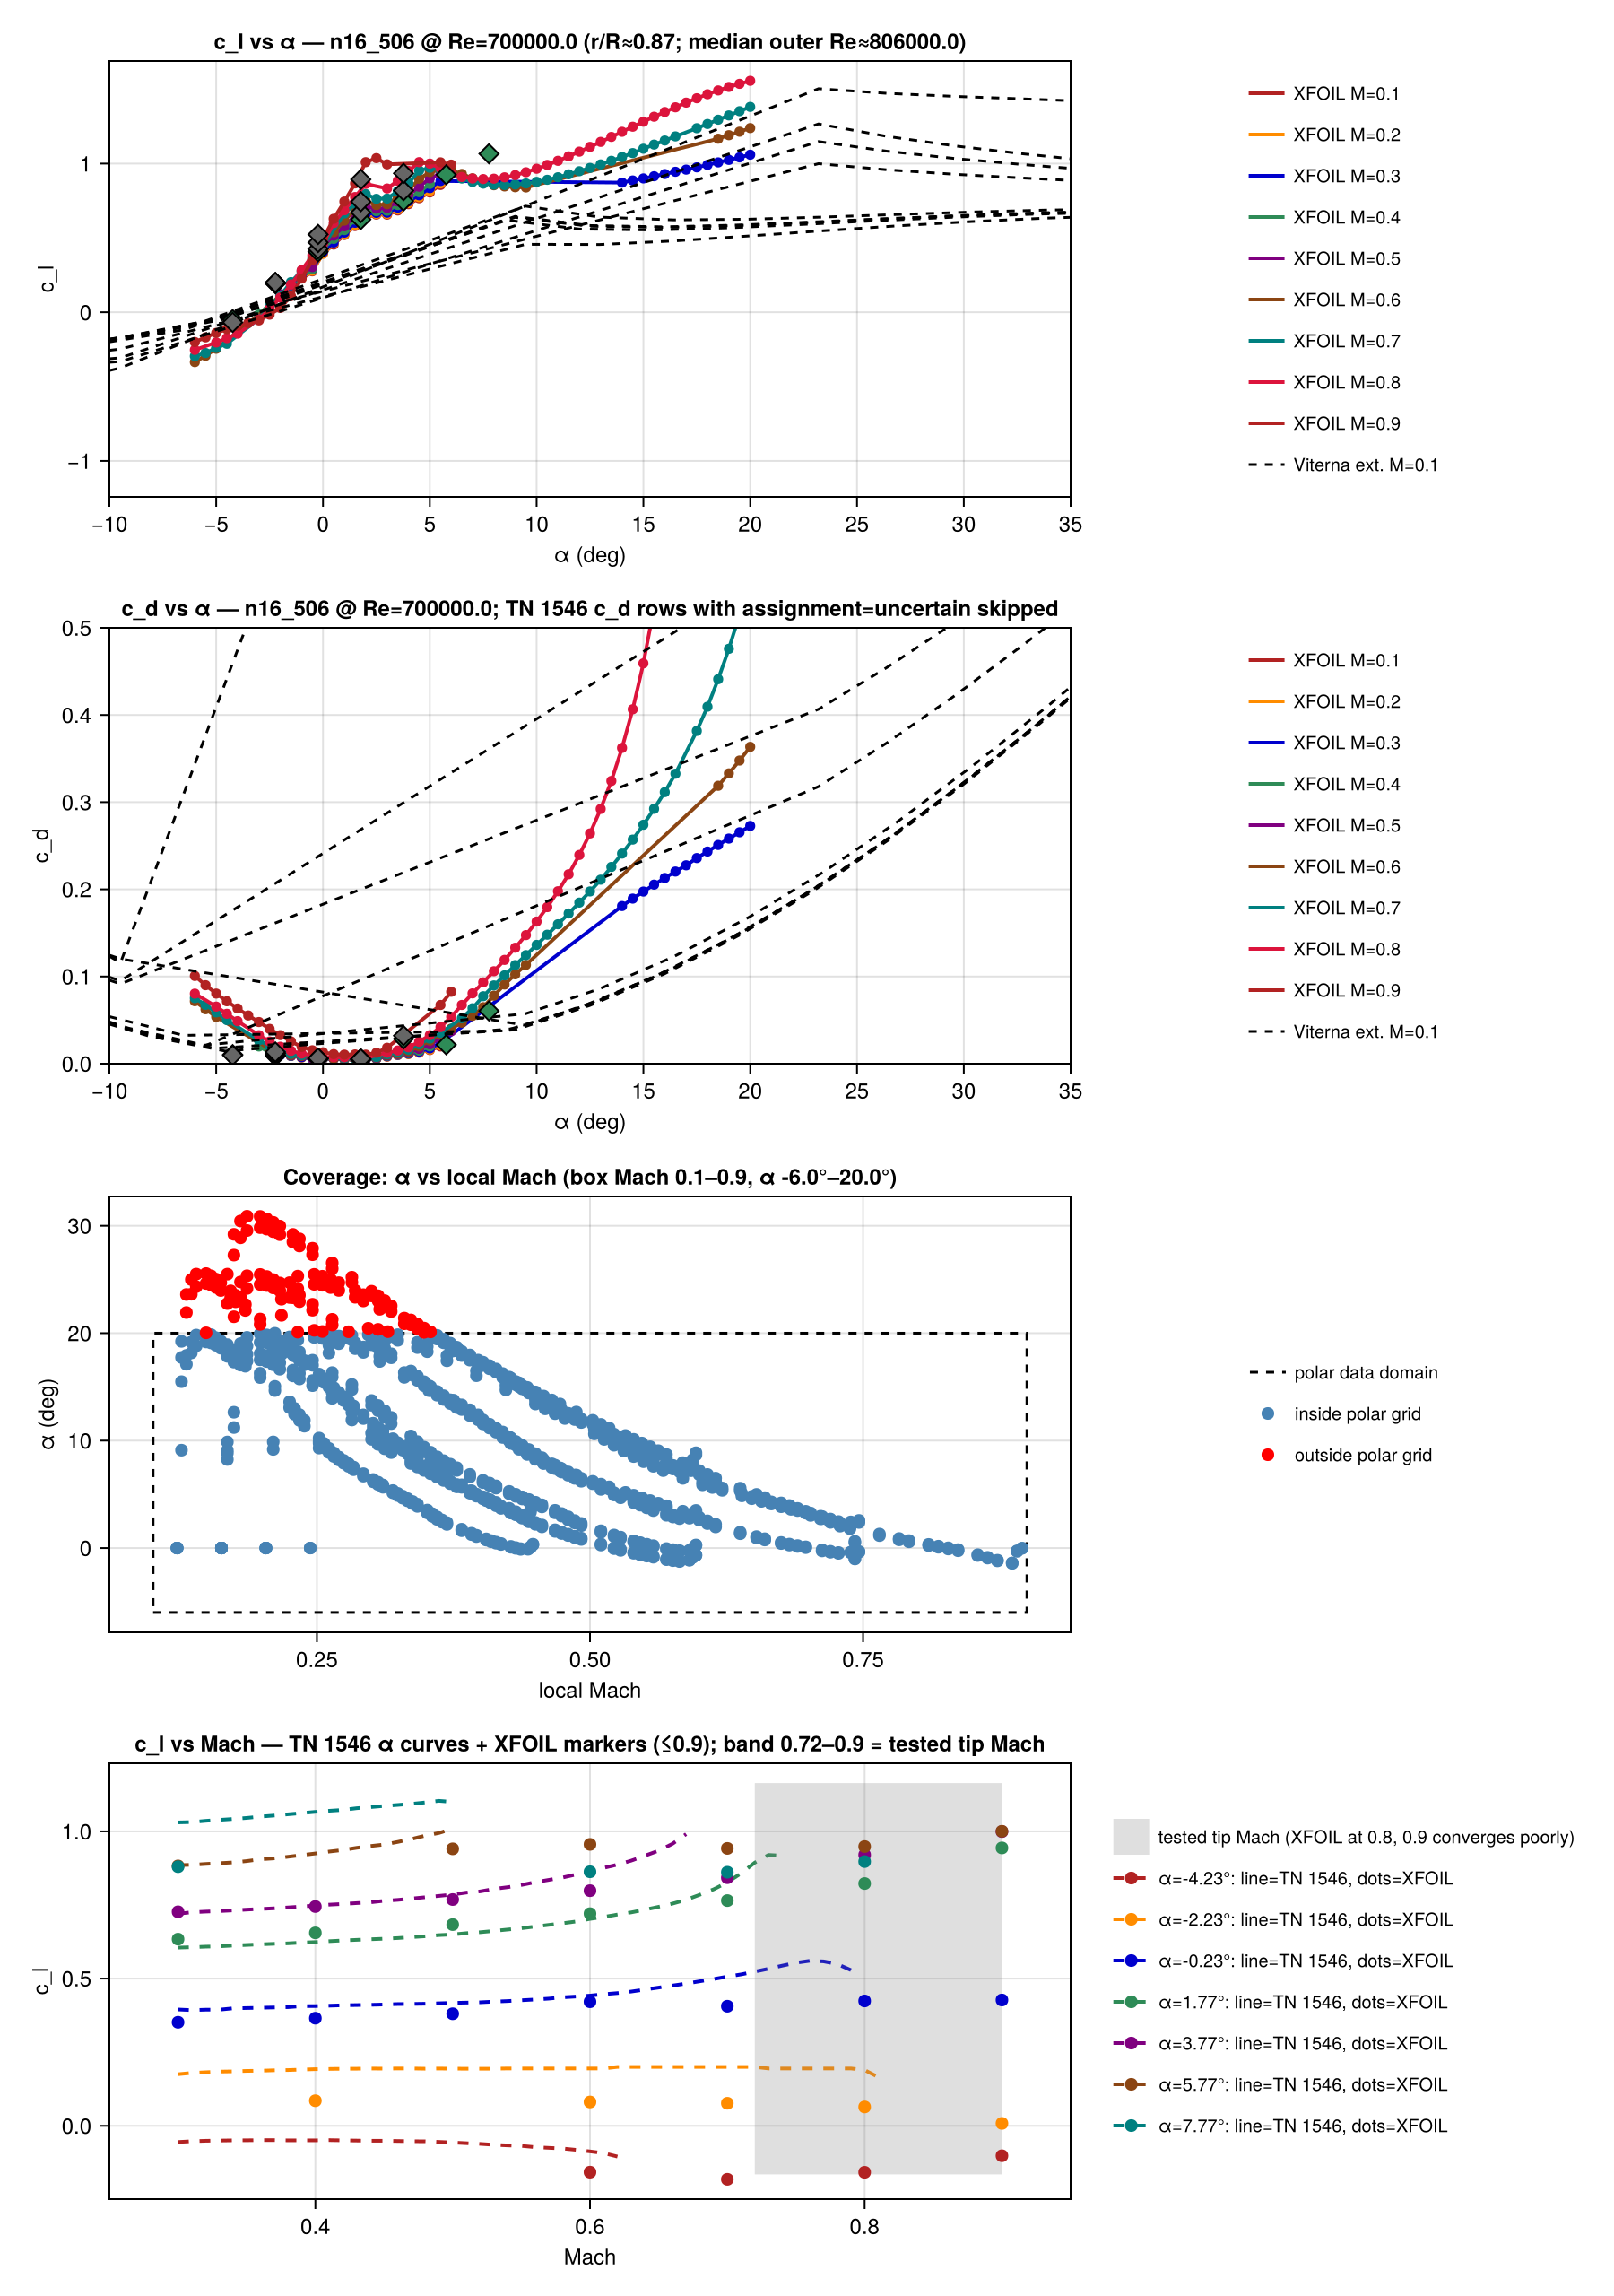 c_l vs α — n16_506 @ Re=700000.0 (r/R≈0.87; median outer Re≈806000.0)
1
0
−1
c_l
−10
−5
0
5
10
15
20
25
30
35
α (deg)
XFOIL M=0.1
XFOIL M=0.2
XFOIL M=0.3
XFOIL M=0.4
XFOIL M=0.5
XFOIL M=0.6
XFOIL M=0.7
XFOIL M=0.8
XFOIL M=0.9
Viterna ext. M=0.1
c_d vs α — n16_506 @ Re=700000.0; TN 1546 c_d rows with assignment=uncertain skipped
0.5
0.4
0.3
0.2
0.1
0.0
c_d
−10
−5
0
5
10
15
20
25
30
35
α (deg)
XFOIL M=0.1
XFOIL M=0.2
XFOIL M=0.3
XFOIL M=0.4
XFOIL M=0.5
XFOIL M=0.6
XFOIL M=0.7
XFOIL M=0.8
XFOIL M=0.9
Viterna ext. M=0.1
Coverage: α vs local Mach (box Mach 0.1–0.9, α -6.0°–20.0°)
30
20
10
0
α (deg)
0.25
0.50
0.75
local Mach
polar data domain
inside polar grid
outside polar grid
c_l vs Mach — TN 1546 α curves + XFOIL markers (≤0.9); band 0.72–0.9 = tested tip Mach
1.0
0.5
0.0
c_l
0.4
0.6
0.8
Mach
tested tip Mach (XFOIL at 0.8, 0.9 converges poorly)
α=-4.23°: line=TN 1546, dots=XFOIL
α=-2.23°: line=TN 1546, dots=XFOIL
α=-0.23°: line=TN 1546, dots=XFOIL
α=1.77°: line=TN 1546, dots=XFOIL
α=3.77°: line=TN 1546, dots=XFOIL
α=5.77°: line=TN 1546, dots=XFOIL
α=7.77°: line=TN 1546, dots=XFOIL